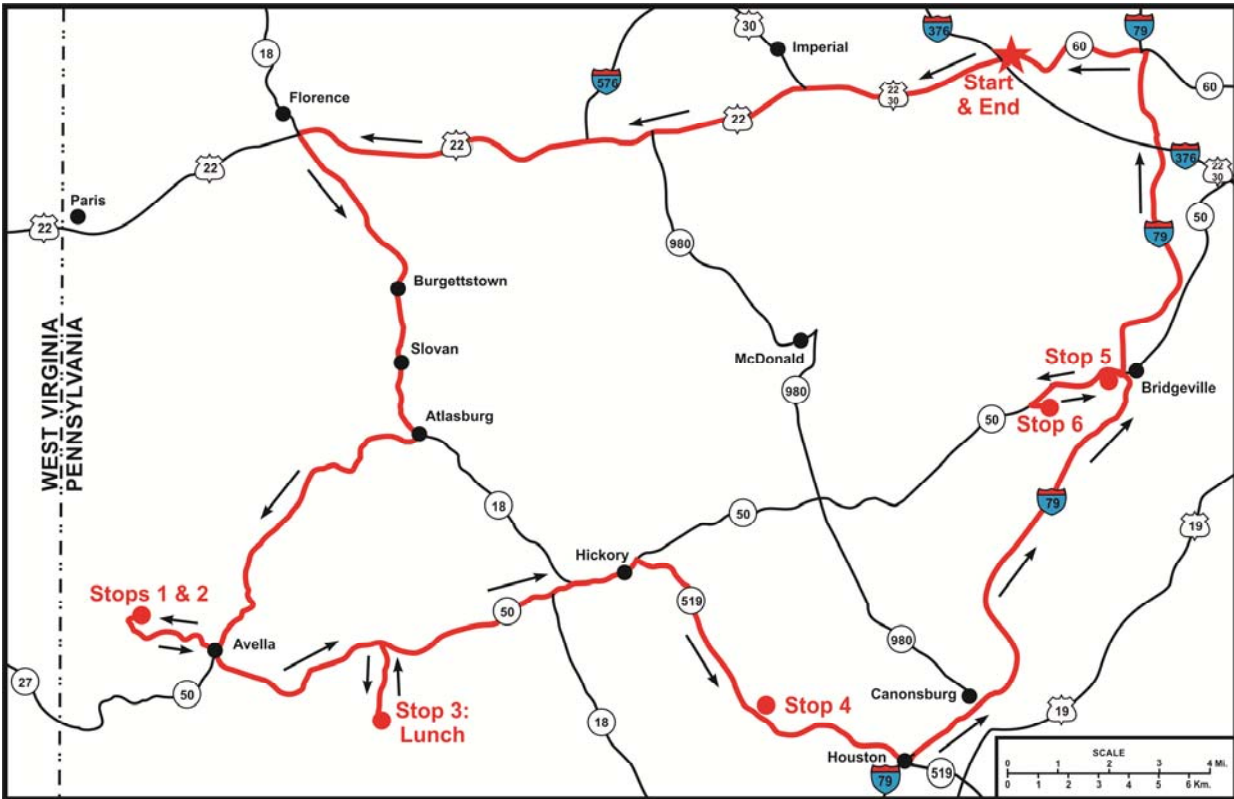 30
376
79
18
Imperial
60
570
Start
& End
60
22
30
Florence
22
22
22
376
22
30
Paris
50
22
980
79
Burgettstown
WEST VIRGINIA
PENNSYLVANIA
Slovan
McDonald
Stop 5
Bridgeville
980
Stop 6
50
Atlasburg
18
50
79
19
Hickory
Stops 1 & 2
519
50
Avella
980
27
50
Canonsburg
Stop 4
Stop 3:
Lunch
19
18
Houston
79
519
SCALE
0 1 2 3 4 Mi.
0 1 2 3 4 5 6 Km.